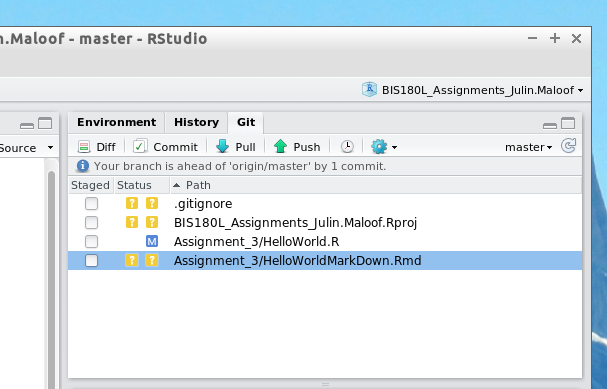 n.Maloof - master - RStudio
BIS180L_Assignments_Julin.Maloof
Source
Environment History Git
Diff Commit Pull Push master
Your branch is ahead of 'origin/master' by 1 commit.
Staged Status Path
? ? .gitignore
? ? BIS180L_Assignments_Julin.Maloof.Rproj
M Assignment_3/HelloWorld.R
? ? Assignment_3/HelloWorldMarkDown.Rmd